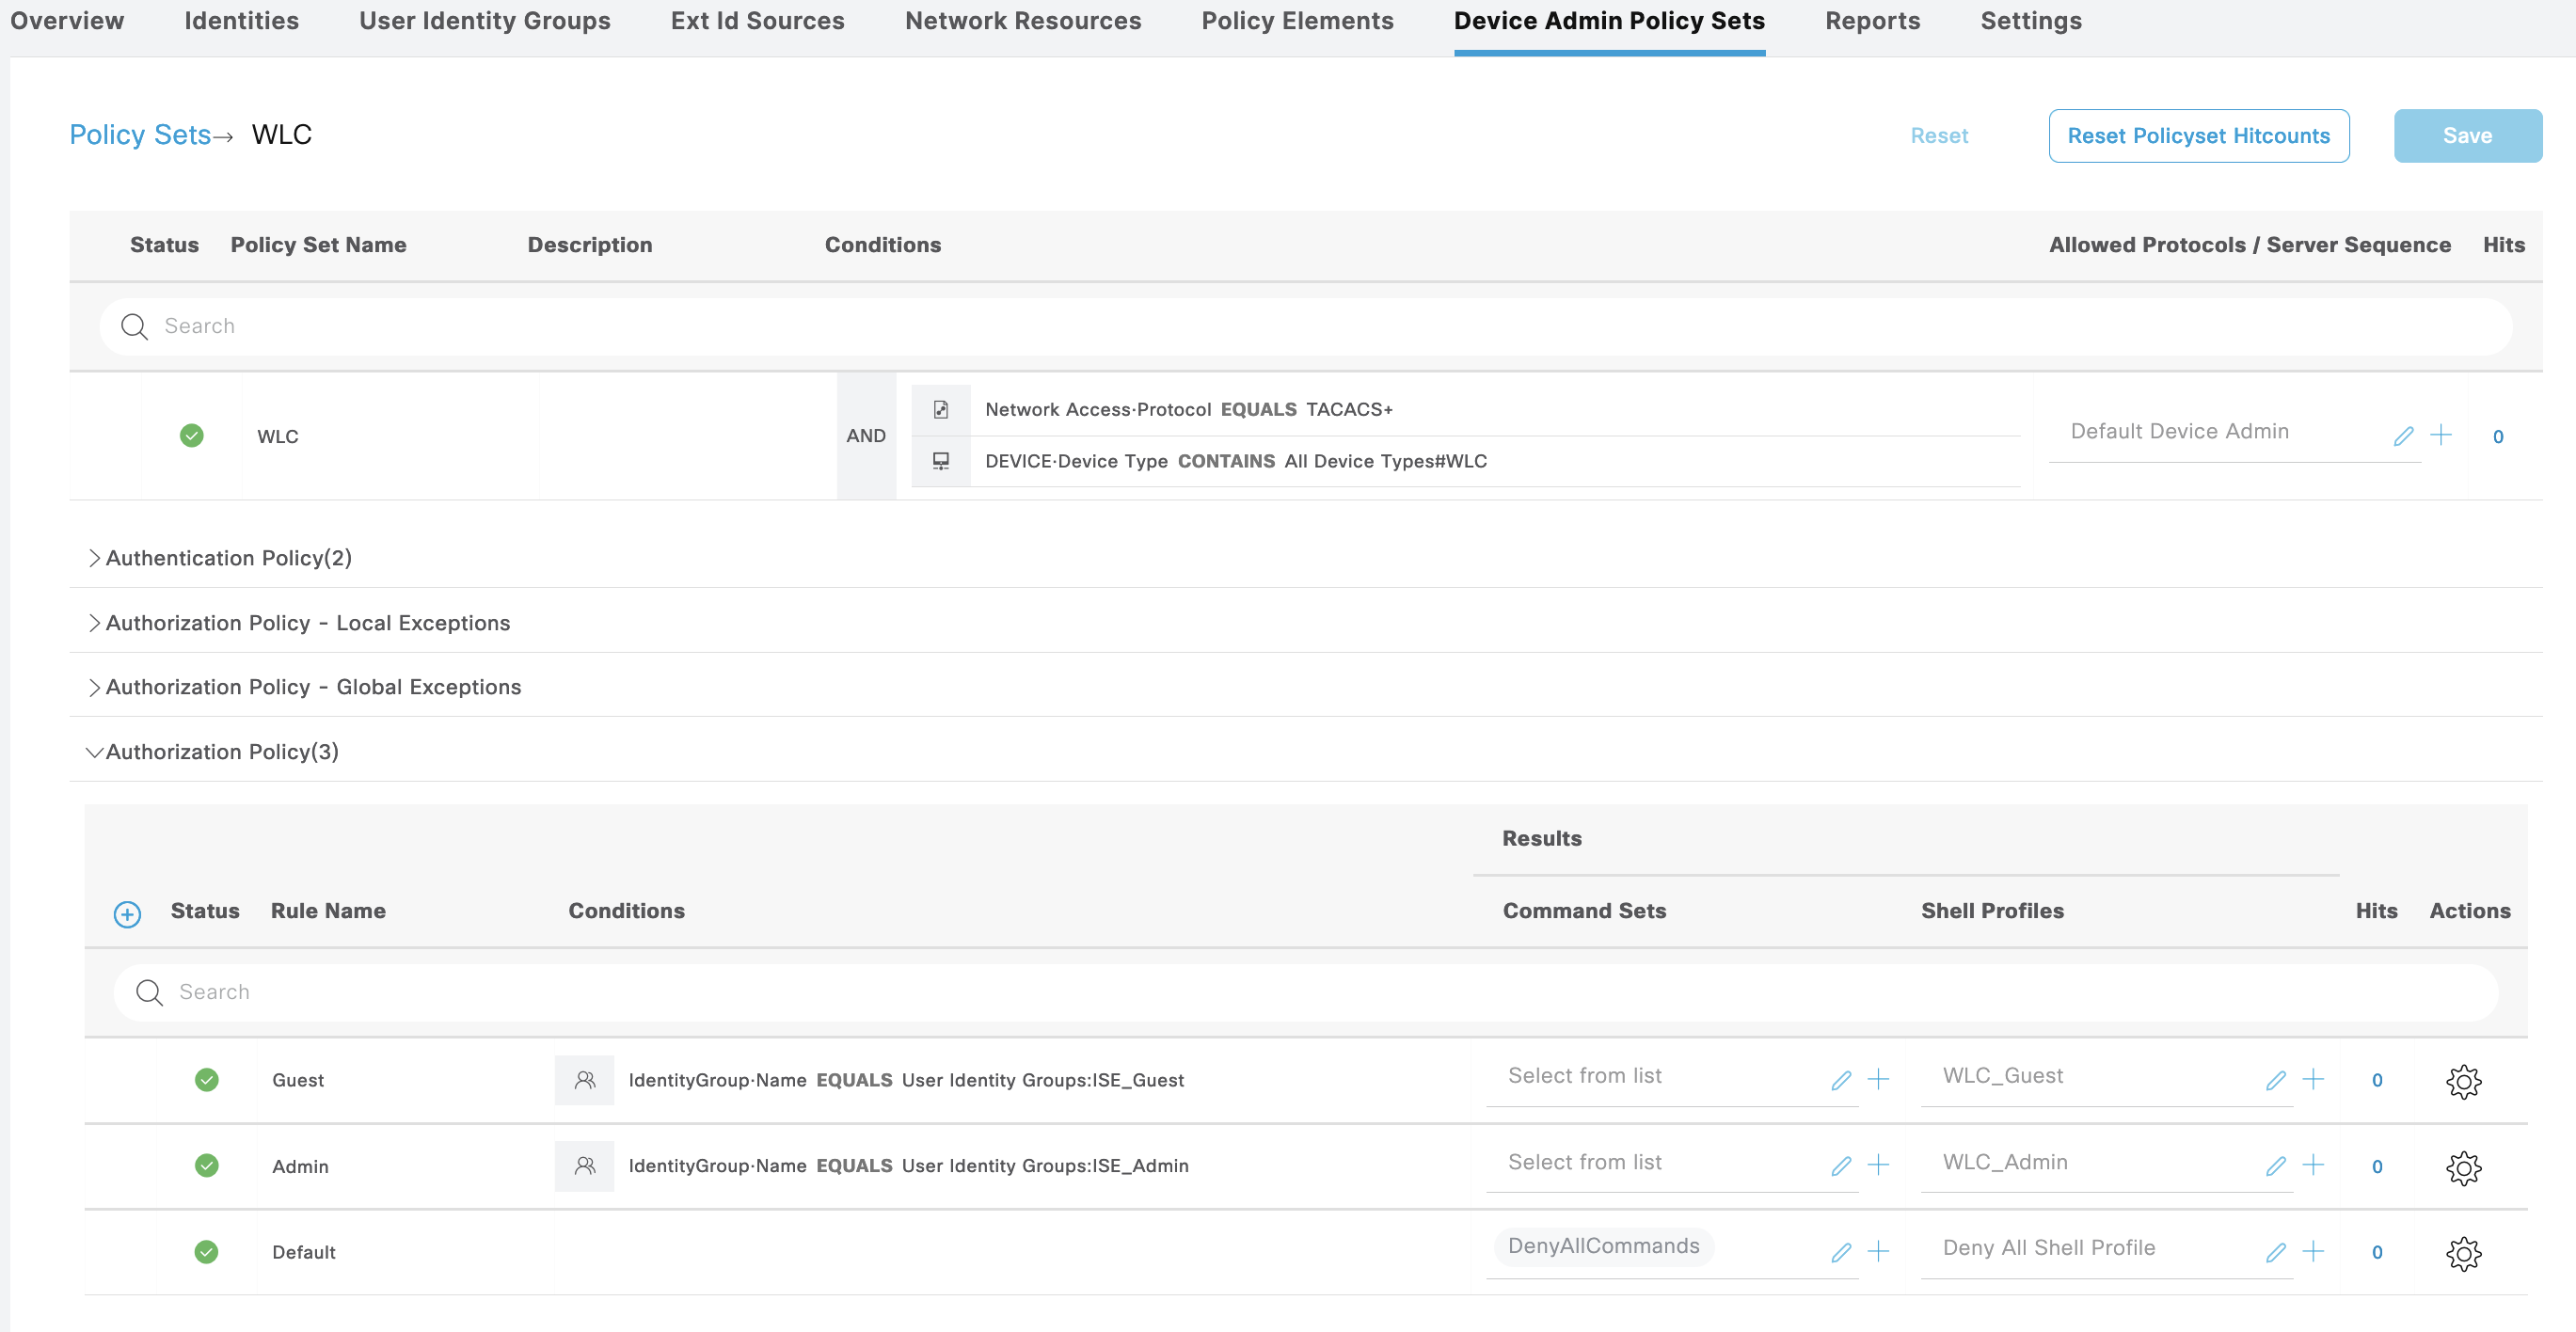 Overview Identities User Identity Groups Ext Id Sources Network Resources Policy Elements Device Admin Policy Sets Reports Settings
Policy Sets→ WLC Reset Reset Policyset Hitcounts Save
Status Policy Set Name Description Conditions Allowed Protocols / Server Sequence Hits
Search
Network Access·Protocol EQUALS TACACS+
WLC AND Default Device Admin 0
DEVICE·Device Type CONTAINS All Device Types#WLC
Authentication Policy(2)
Authorization Policy - Local Exceptions
Authorization Policy - Global Exceptions
Authorization Policy(3)
Results
Status Rule Name Conditions Command Sets Shell Profiles Hits Actions
Search
Guest IdentityGroup·Name EQUALS User Identity Groups:ISE_Guest Select from list WLC_Guest 0
Admin IdentityGroup·Name EQUALS User Identity Groups:ISE_Admin Select from list WLC_Admin 0
Default DenyAllCommands Deny All Shell Profile 0